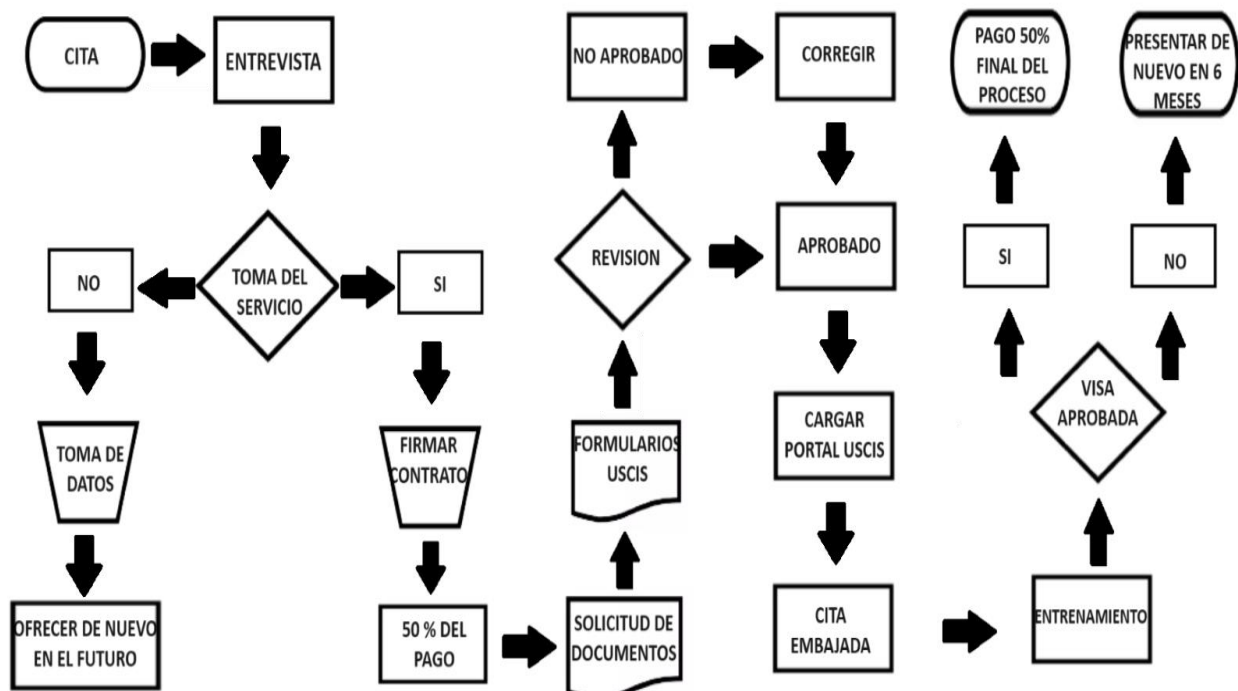 CITA
ENTREVISTA
TOMA DEL
SERVICIO
NO
SI
TOMA DE
DATOS
OFRECER DE NUEVO
EN EL FUTURO
FIRMAR
CONTRATO
50 % DEL
PAGO
SOLICITUD DE
DOCUMENTOS
FORMULARIOS
USCIS
REVISION
NO APROBADO
CORREGIR
APROBADO
CARGAR
PORTAL USCIS
CITA
EMBAJADA
ENTRENAMIENTO
VISA
APROBADA
SI
NO
PAGO 50%
FINAL DEL
PROCESO
PRESENTAR DE
NUEVO EN 6
MESES